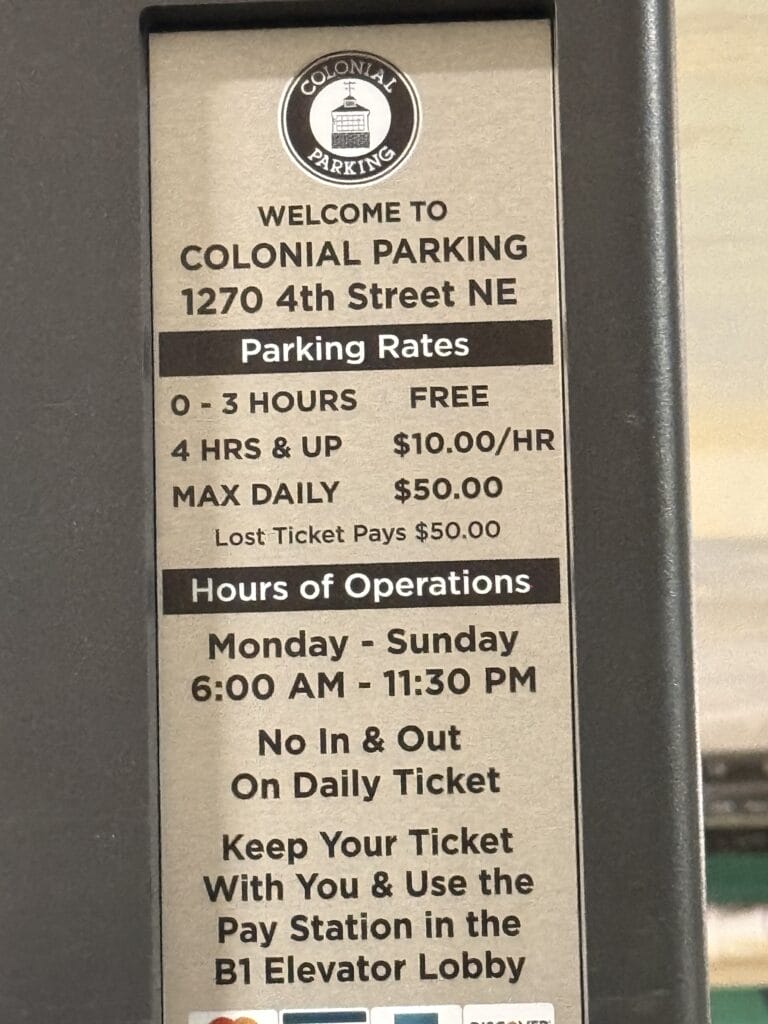 COLONIAL
PARKING
WELCOME TO
COLONIAL PARKING
1270 4th Street NE
Parking Rates
0 - 3 HOURS FREE
4 HRS & UP $10.00/HR
MAX DAILY $50.00
Lost Ticket Pays $50.00
Hours of Operations
Monday - Sunday
6:00 AM - 11:30 PM
No In & Out
On Daily Ticket
Keep Your Ticket
With You & Use the
Pay Station in the
B1 Elevator Lobby
DISCOVER